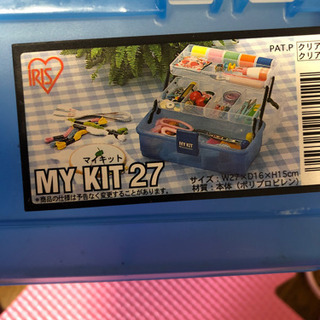 PAT.P
クリア
クリア
IRIS
マイキット
MY KIT 27
※商品の仕様は予告なく変更することがあります。
MY KIT
サイズ：W27×D16×H15cm
材質：本体（ポリプロピレン）